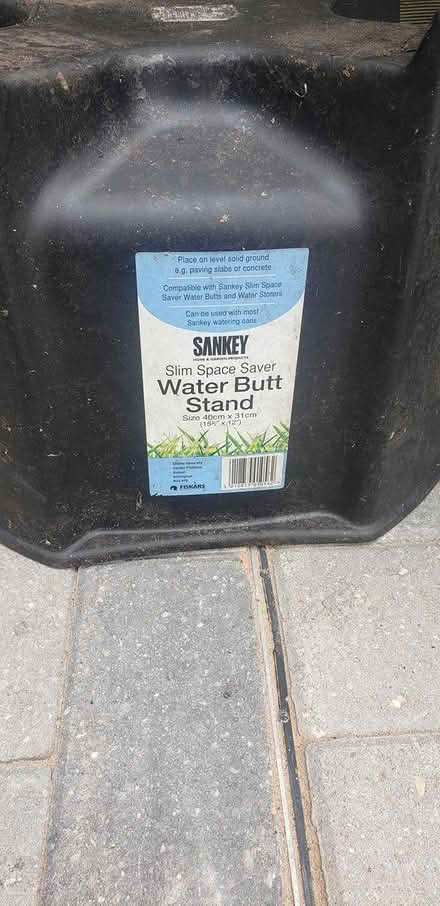 Place on level solid ground
e.g. paving slabs or concrete
Compatible with Sankey Slim Space
Saver Water Butts and Water Storers
Can be used with most
Sankey watering cans
SANKEY
HOME & GARDEN PRODUCTS
Slim Space Saver
Water Butt
Stand
Size 40cm x 31cm
FISKARS